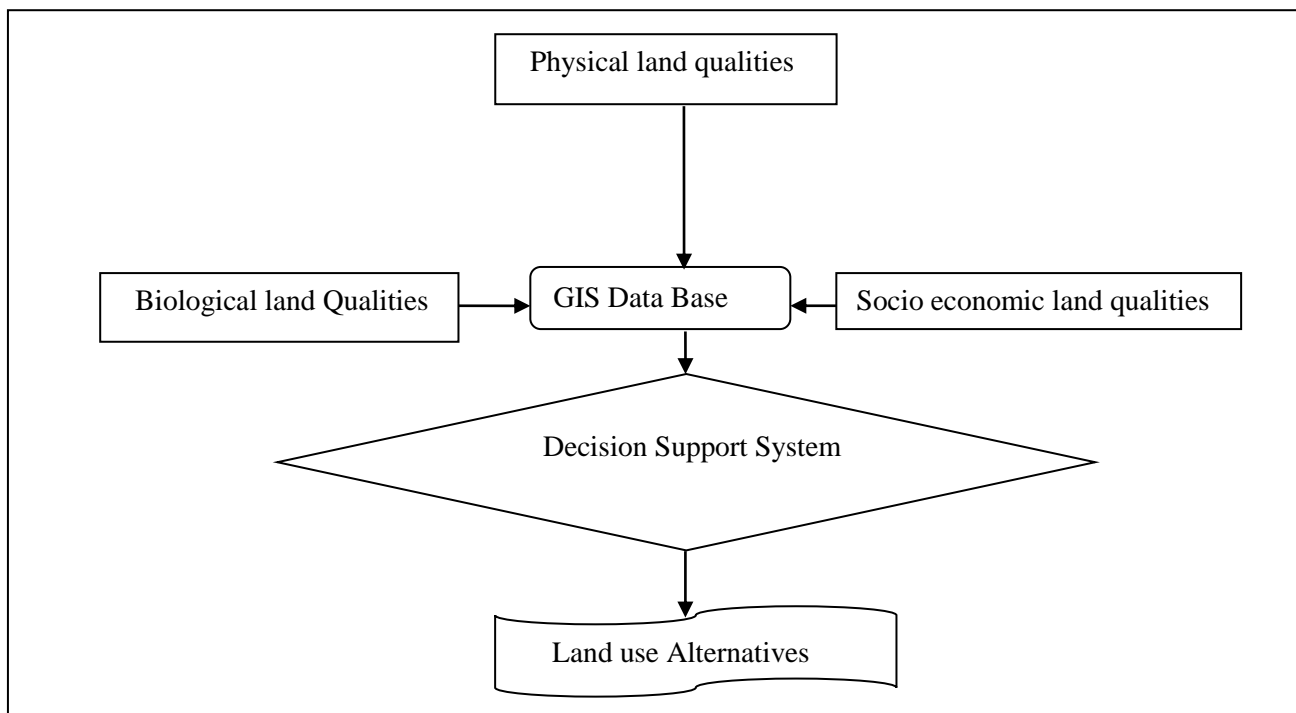 Physical land qualities
Biological land Qualities
GIS Data Base
Socio economic land qualities
Decision Support System
Land use Alternatives